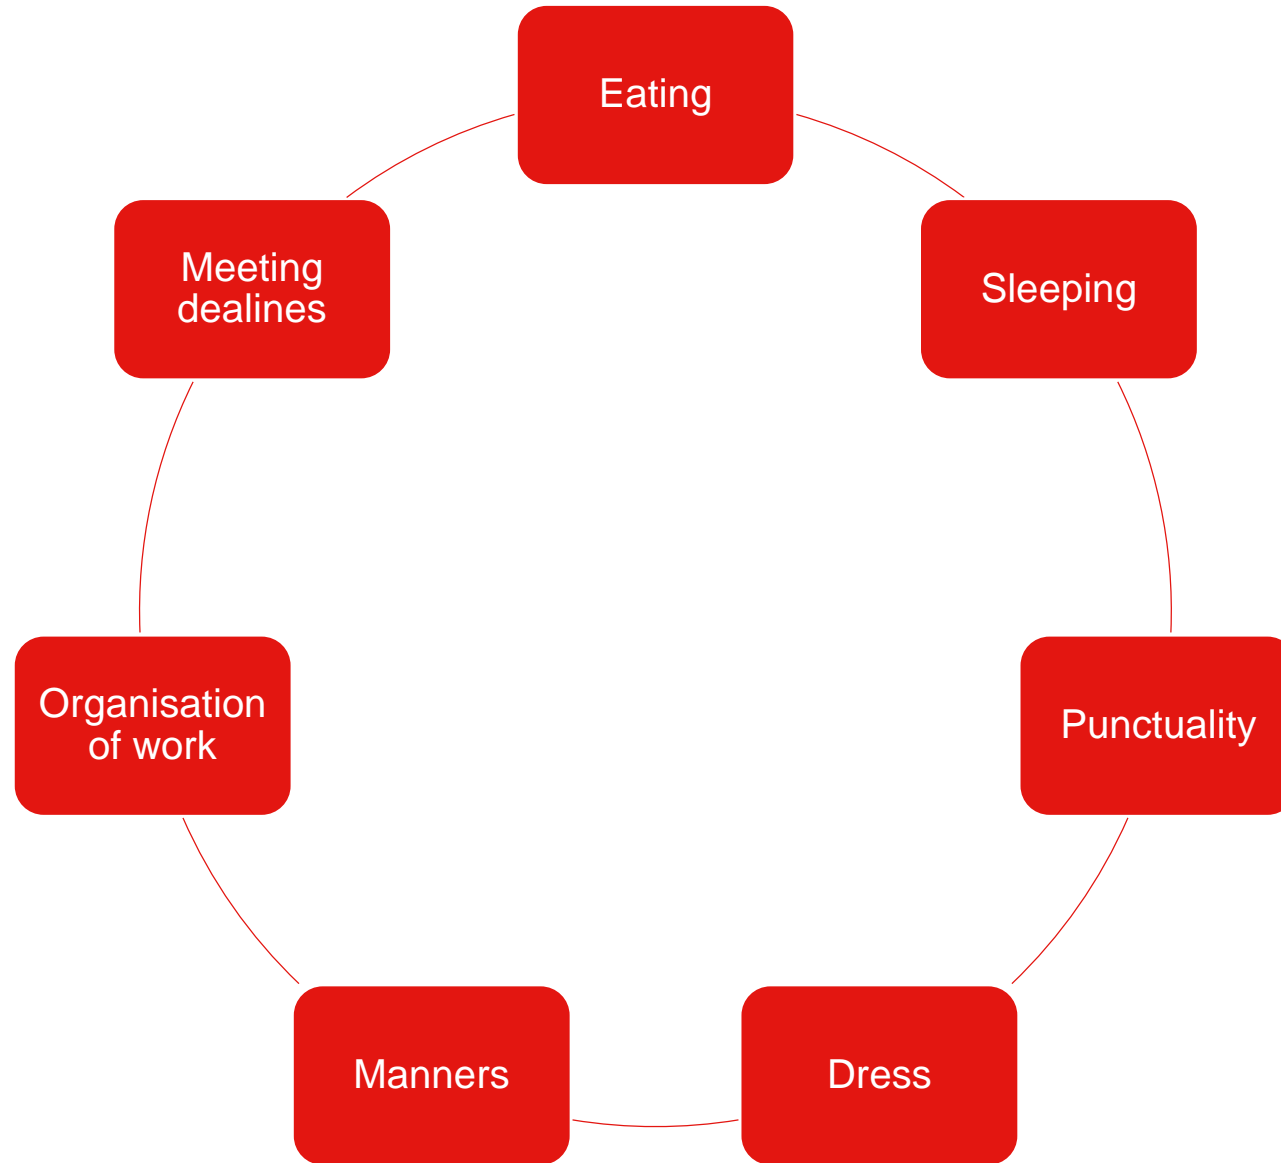 Eating
Sleeping
Punctuality
Dress
Manners
Organisation
of work
Meeting
dealines